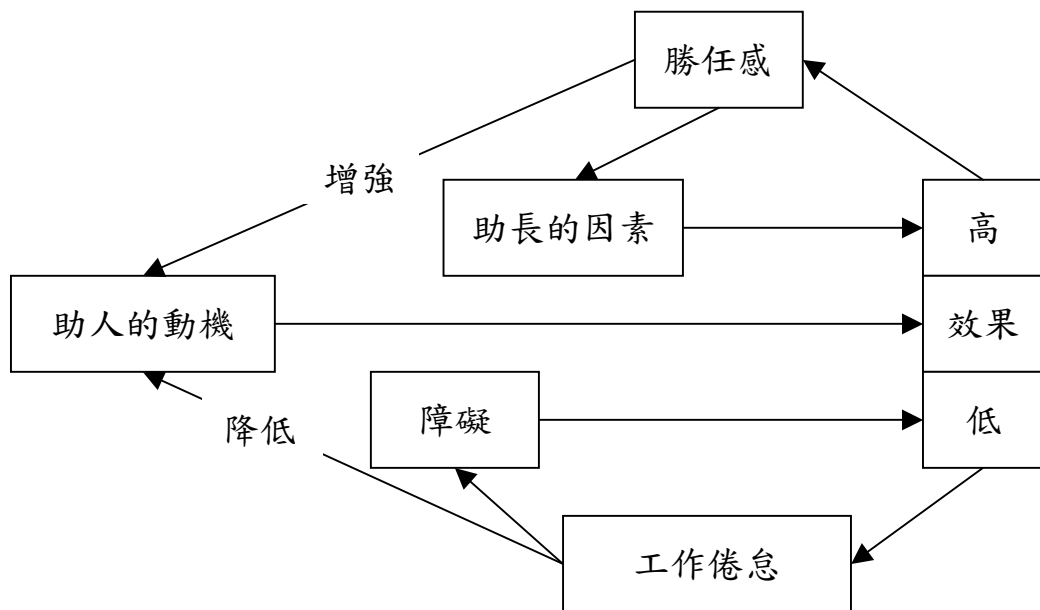 勝任感
增強
助長的因素
高
助人的動機
效果
降低
障礙
低
工作倦怠